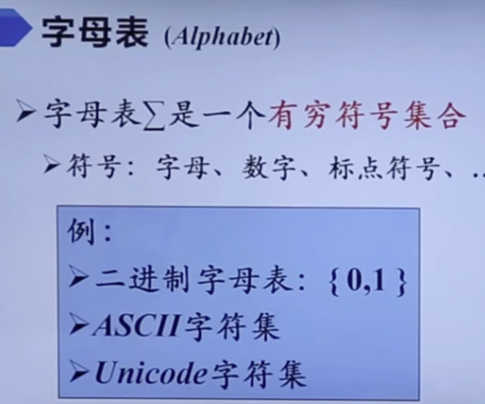 字母表 (Alphabet)
➢字母表∑是一个有穷符号集合
➢符号：字母、数字、标点符号、…
例：
➢二进制字母表：{ 0,1 }
➢ASCII字符集
➢Unicode字符集